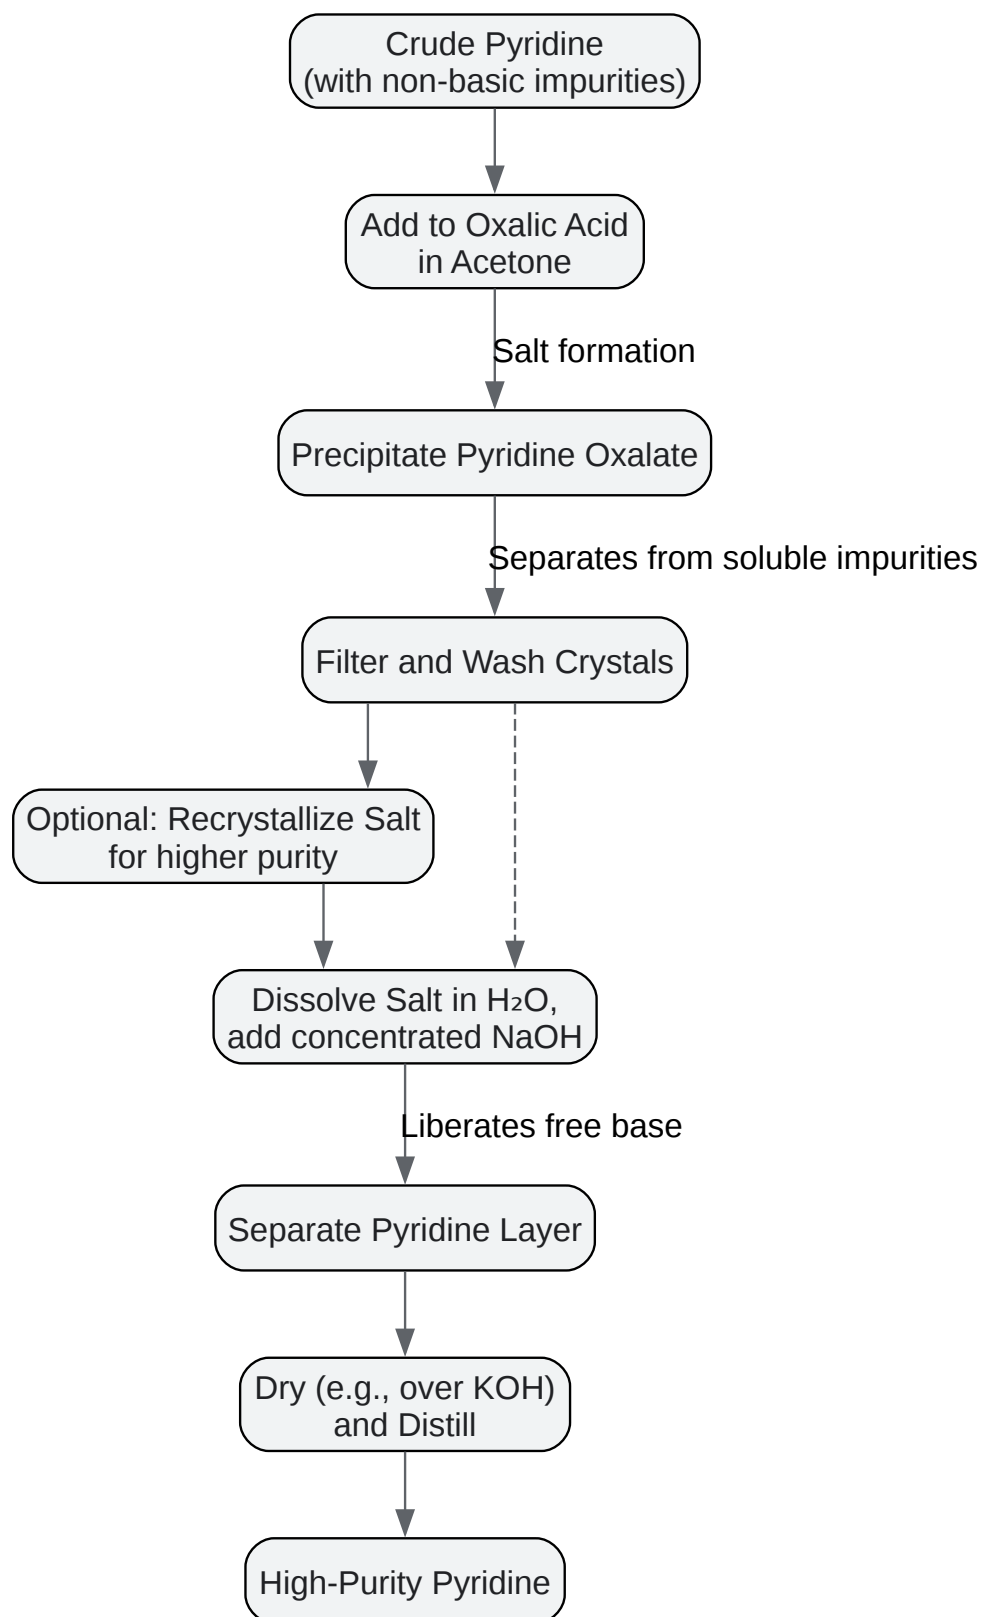 Crude Pyridine
(with non-basic impurities)
Add to Oxalic Acid
in Acetone
Salt formation
Precipitate Pyridine Oxalate
Separates from soluble impurities
Filter and Wash Crystals
Optional: Recrystallize Salt
for higher purity
Dissolve Salt in H₂O,
add concentrated NaOH
Liberates free base
Separate Pyridine Layer
Dry (e.g., over KOH)
and Distill
High-Purity Pyridine